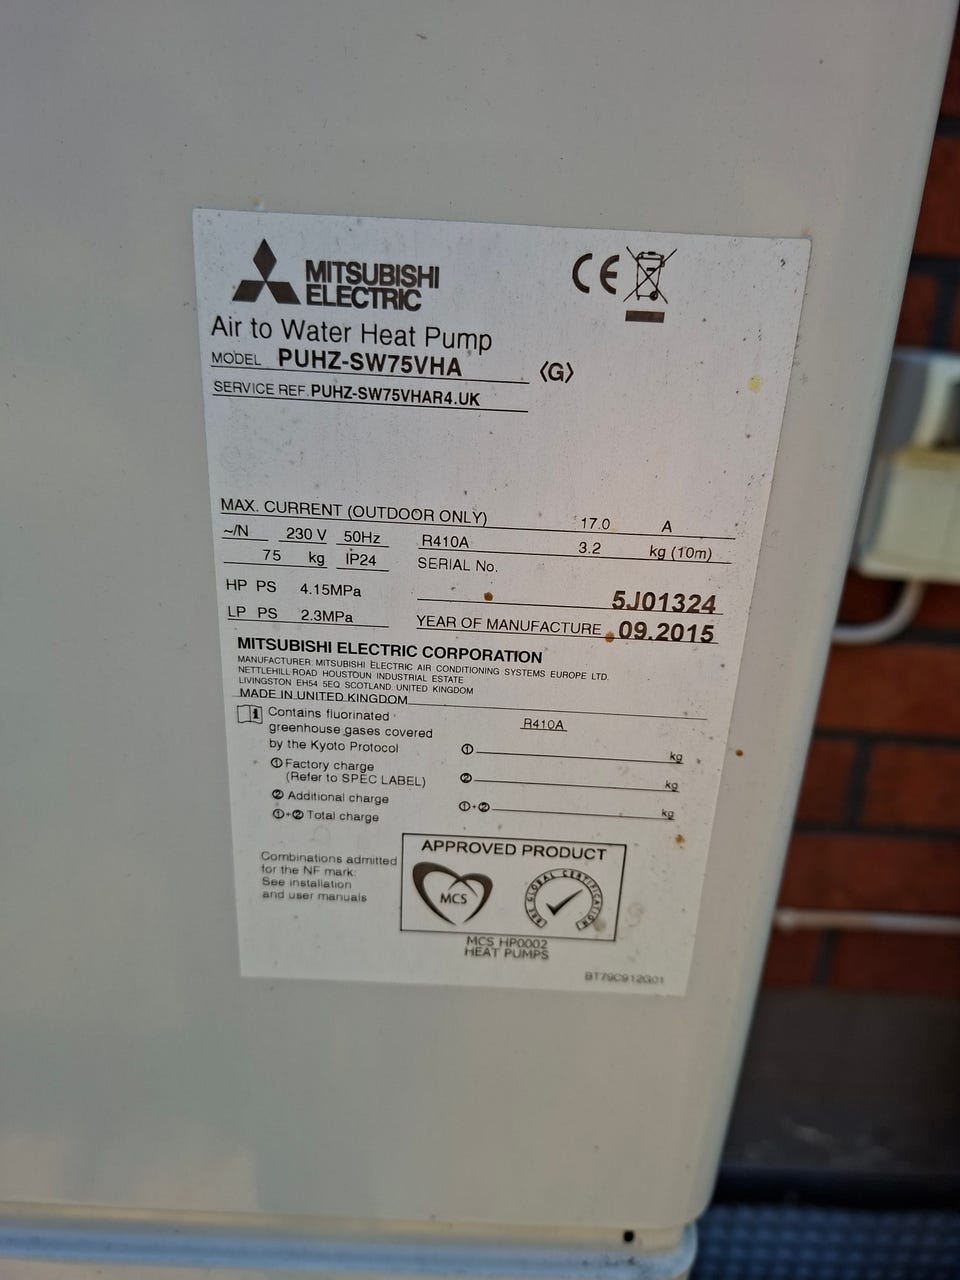 MITSUBISHI
ELECTRIC
CE
Air to Water Heat Pump
MODEL PUHZ-SW75VHA
⟨G⟩
SERVICE REF. PUHZ-SW75VHAR4.UK
MAX. CURRENT (OUTDOOR ONLY) 17.0 A
~/N 230 V 50Hz R410A 3.2 kg (10m)
75 kg IP24 SERIAL No.
HP PS 4.15MPa 5J01324
LP PS 2.3MPa YEAR OF MANUFACTURE 09.2015
MITSUBISHI ELECTRIC CORPORATION
MANUFACTURER: MITSUBISHI ELECTRIC AIR CONDITIONING SYSTEMS EUROPE LTD.
NETTLEHILL ROAD HOUSTOUN INDUSTRIAL ESTATE
LIVINGSTON EH54 5EQ SCOTLAND UNITED KINGDOM
MADE IN UNITED KINGDOM
Contains fluorinated R410A
greenhouse gases covered
by the Kyoto Protocol ① kg
① Factory charge
(Refer to SPEC LABEL) ② kg
② Additional charge
①+② Total charge ①+② kg
Combinations admitted
for the NF mark:
See installation
and user manuals
APPROVED PRODUCT
MCS
BRE GLOBAL CERTIFICATION
MCS HP0002
HEAT PUMPS
BT79C912G01